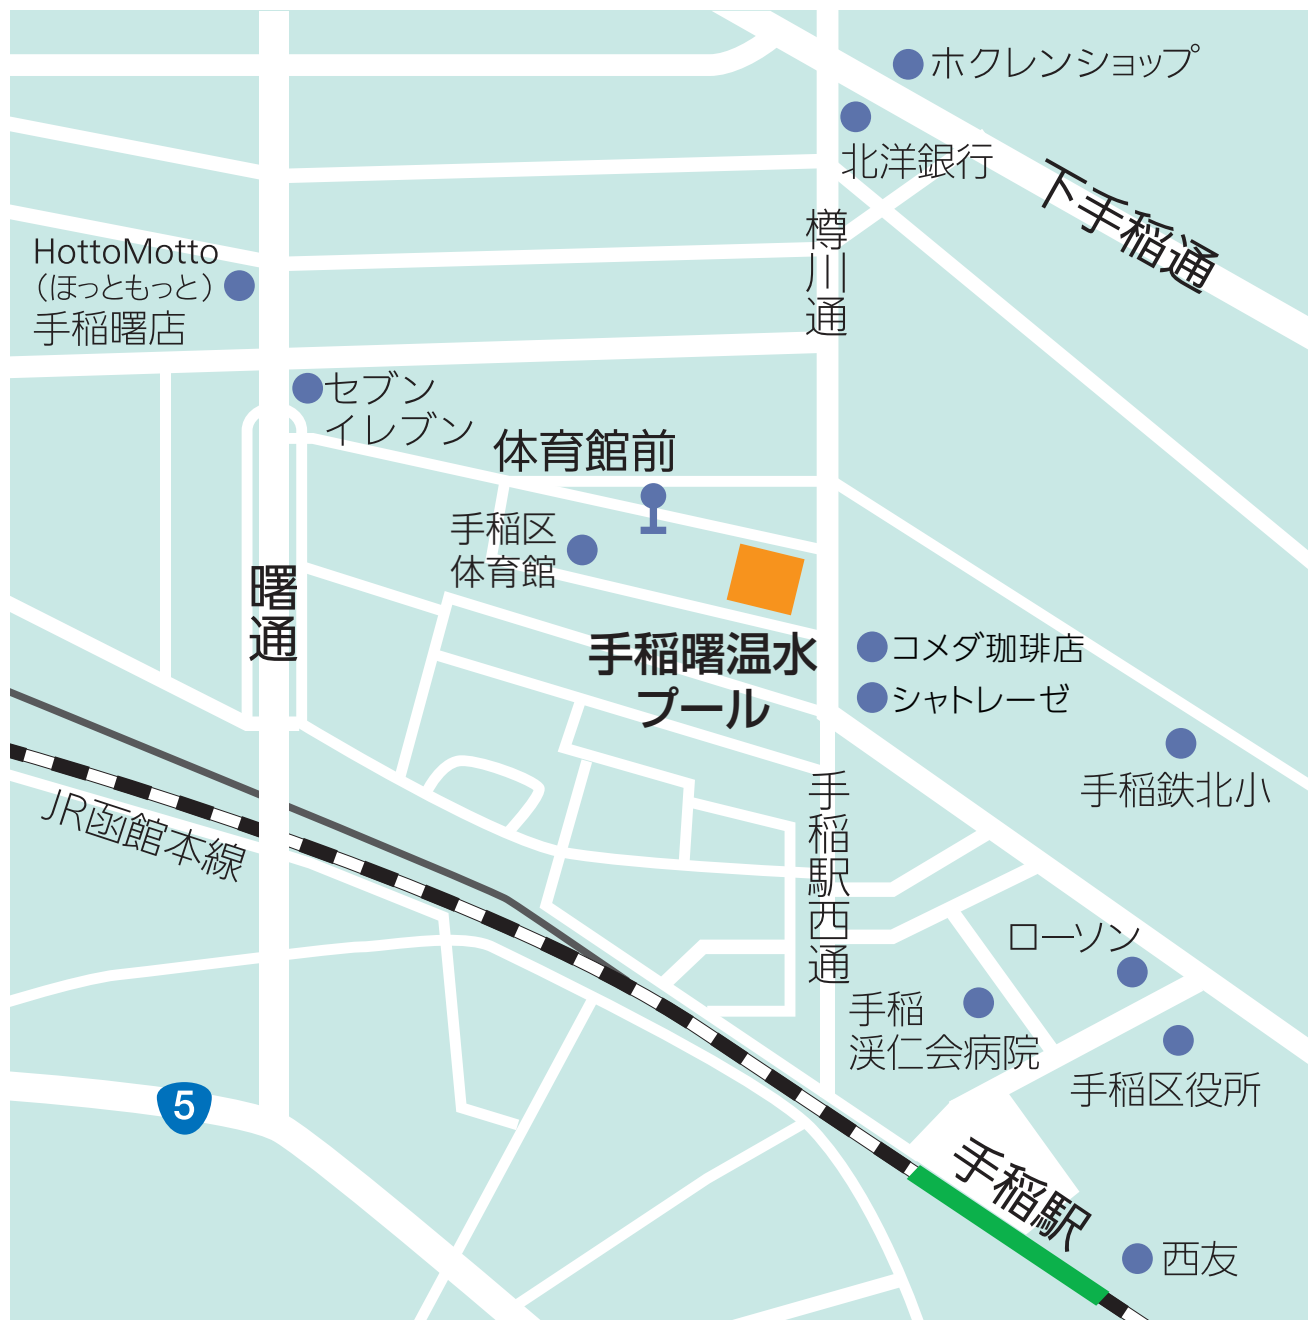 ホクレンショップ
北洋銀行
下手稲通
樽川通
HottoMotto
（ほっともっと）
手稲曙店
セブン
イレブン
体育館前
手稲区
体育館
曙通
手稲曙温水
プール
コメダ珈琲店
シャトレーゼ
手稲鉄北小
手稲駅西通
JR函館本線
ローソン
手稲
渓仁会病院
手稲区役所
5
手稲駅
西友